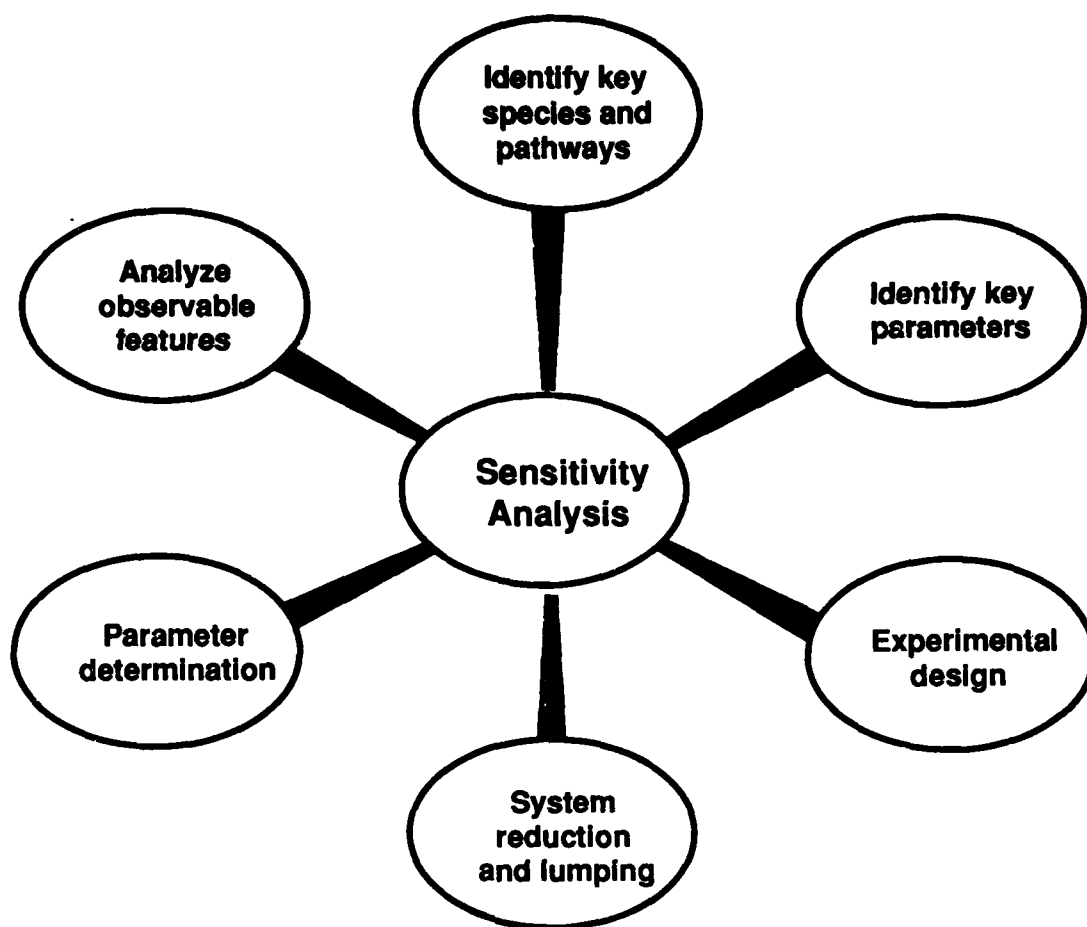 Identify key
species and
pathways
Analyze
observable
features
Identify key
parameters
Sensitivity
Analysis
Parameter
determination
Experimental
design
System
reduction
and lumping